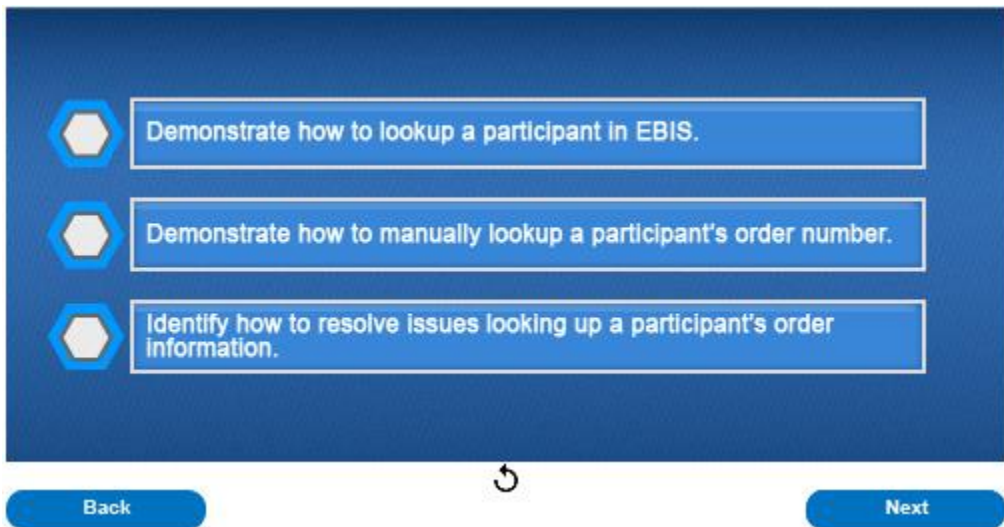 Demonstrate how to lookup a participant in EBIS.
Demonstrate how to manually lookup a participant's order number.
Identify how to resolve issues looking up a participant's order
information.
Back
Next